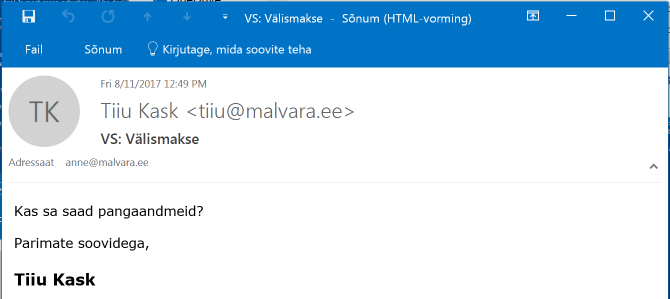 VS: Välismakse - Sõnum (HTML-vorming)
Fail Sõnum Kirjutage, mida soovite teha
Fri 8/11/2017 12:49 PM
TK
Tiiu Kask <tiiu@malvara.ee>
VS: Välismakse
Adressaat anne@malvara.ee
Kas sa saad pangaandmeid?
Parimate soovidega,
Tiiu Kask